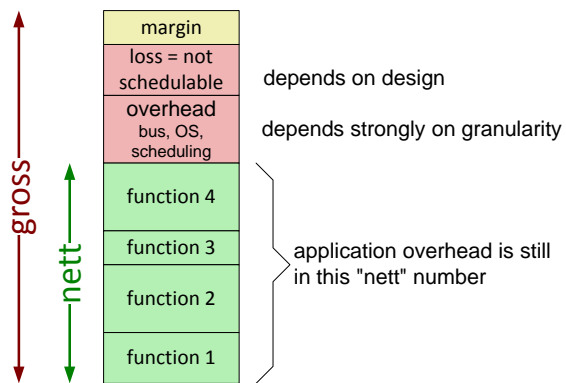 margin
loss = not
schedulable
depends on design
overhead
bus, OS,
scheduling
depends strongly on granularity
function 4
function 3
function 2
function 1
application overhead is still
in this "nett" number
gross
nett